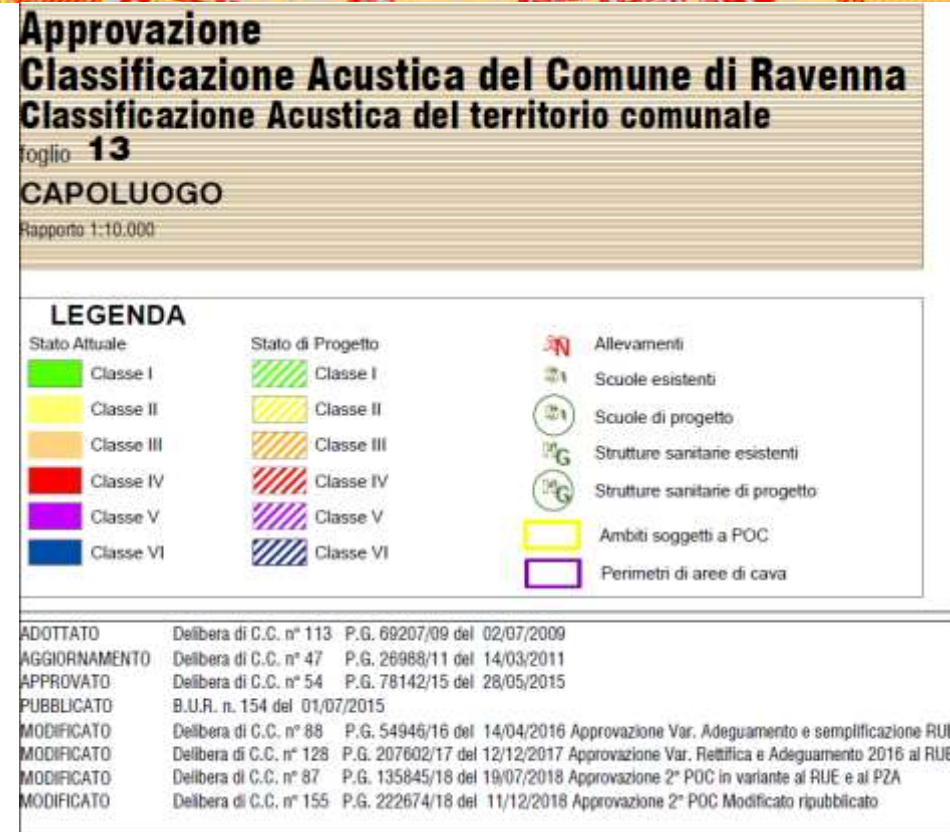 Approvazione
Classificazione Acustica del Comune di Ravenna
Classificazione Acustica del territorio comunale
foglio 13
CAPOLUOGO
Rapporto 1:10.000
LEGENDA
Stato Attuale
Classe I
Classe II
Classe III
Classe IV
Classe V
Classe VI
Stato di Progetto
Classe I
Classe II
Classe III
Classe IV
Classe V
Classe VI
Allevamenti
Scuole esistenti
Scuole di progetto
Strutture sanitarie esistenti
Strutture sanitarie di progetto
Ambiti soggetti a POC
Perimetri di aree di cava
ADOTTATO Delibera di C.C. n° 113 P.G. 69207/09 del 02/07/2009
AGGIORNAMENTO Delibera di C.C. n° 47 P.G. 26988/11 del 14/03/2011
APPROVATO Delibera di C.C. n° 54 P.G. 78142/15 del 28/05/2015
PUBBLICATO B.U.R. n. 154 del 01/07/2015
MODIFICATO Delibera di C.C. n° 88 P.G. 54946/16 del 14/04/2016 Approvazione Var. Adeguamento e semplificazione RUE
MODIFICATO Delibera di C.C. n° 128 P.G. 207602/17 del 12/12/2017 Approvazione Var. Rettifica e Adeguamento 2016 al RUE
MODIFICATO Delibera di C.C. n° 87 P.G. 135845/18 del 19/07/2018 Approvazione 2° POC in variante al RUE e al PZA
MODIFICATO Delibera di C.C. n° 155 P.G. 222674/18 del 11/12/2018 Approvazione 2° POC Modificato ripubblicato